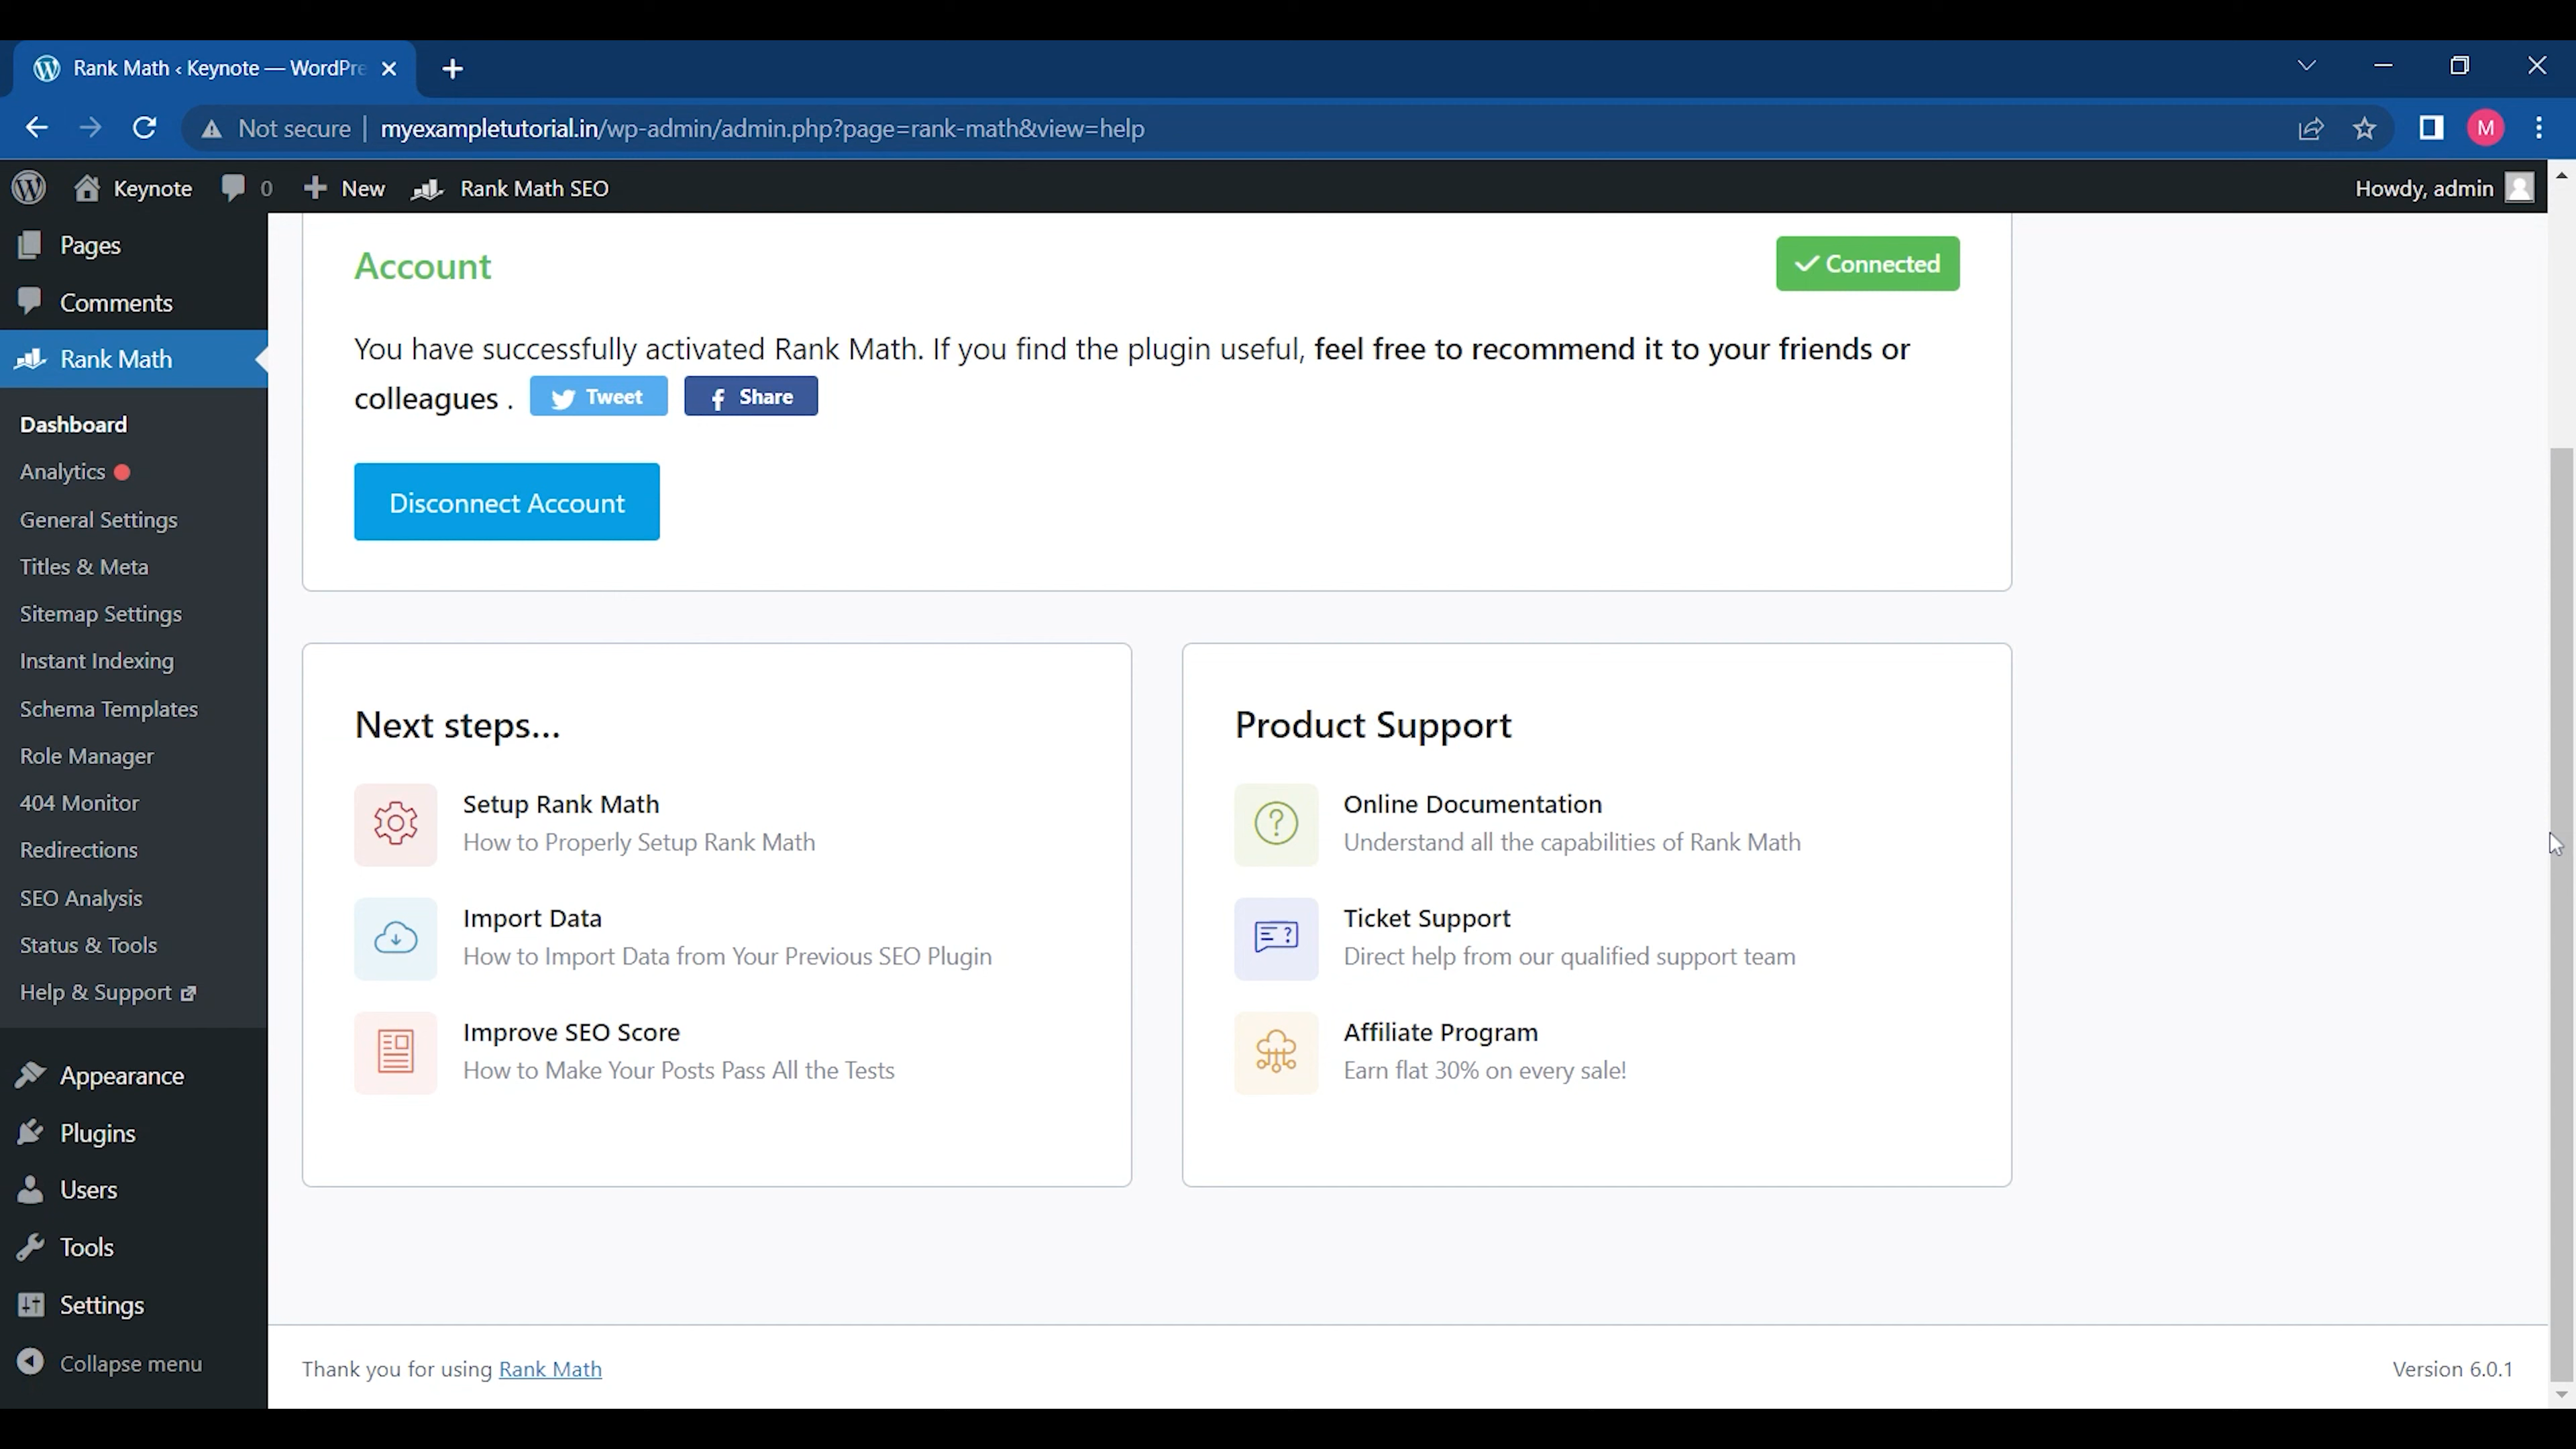 Rank Math ‹ Keynote — WordPre
Not secure | myexampletutorial.in/wp-admin/admin.php?page=rank-math&view=help
M
Keynote 0 New Rank Math SEO
Howdy, admin
Pages
Comments
Rank Math
Dashboard
Analytics
General Settings
Titles & Meta
Sitemap Settings
Instant Indexing
Schema Templates
Role Manager
404 Monitor
Redirections
SEO Analysis
Status & Tools
Help & Support
Appearance
Plugins
Users
Tools
Settings
Collapse menu
Account
Connected
You have successfully activated Rank Math. If you find the plugin useful, feel free to recommend it to your friends or
colleagues . Tweet Share
Disconnect Account
Next steps...
Setup Rank Math
How to Properly Setup Rank Math
Import Data
How to Import Data from Your Previous SEO Plugin
Improve SEO Score
How to Make Your Posts Pass All the Tests
Product Support
Online Documentation
Understand all the capabilities of Rank Math
Ticket Support
Direct help from our qualified support team
Affiliate Program
Earn flat 30% on every sale!
Thank you for using Rank Math
Version 6.0.1